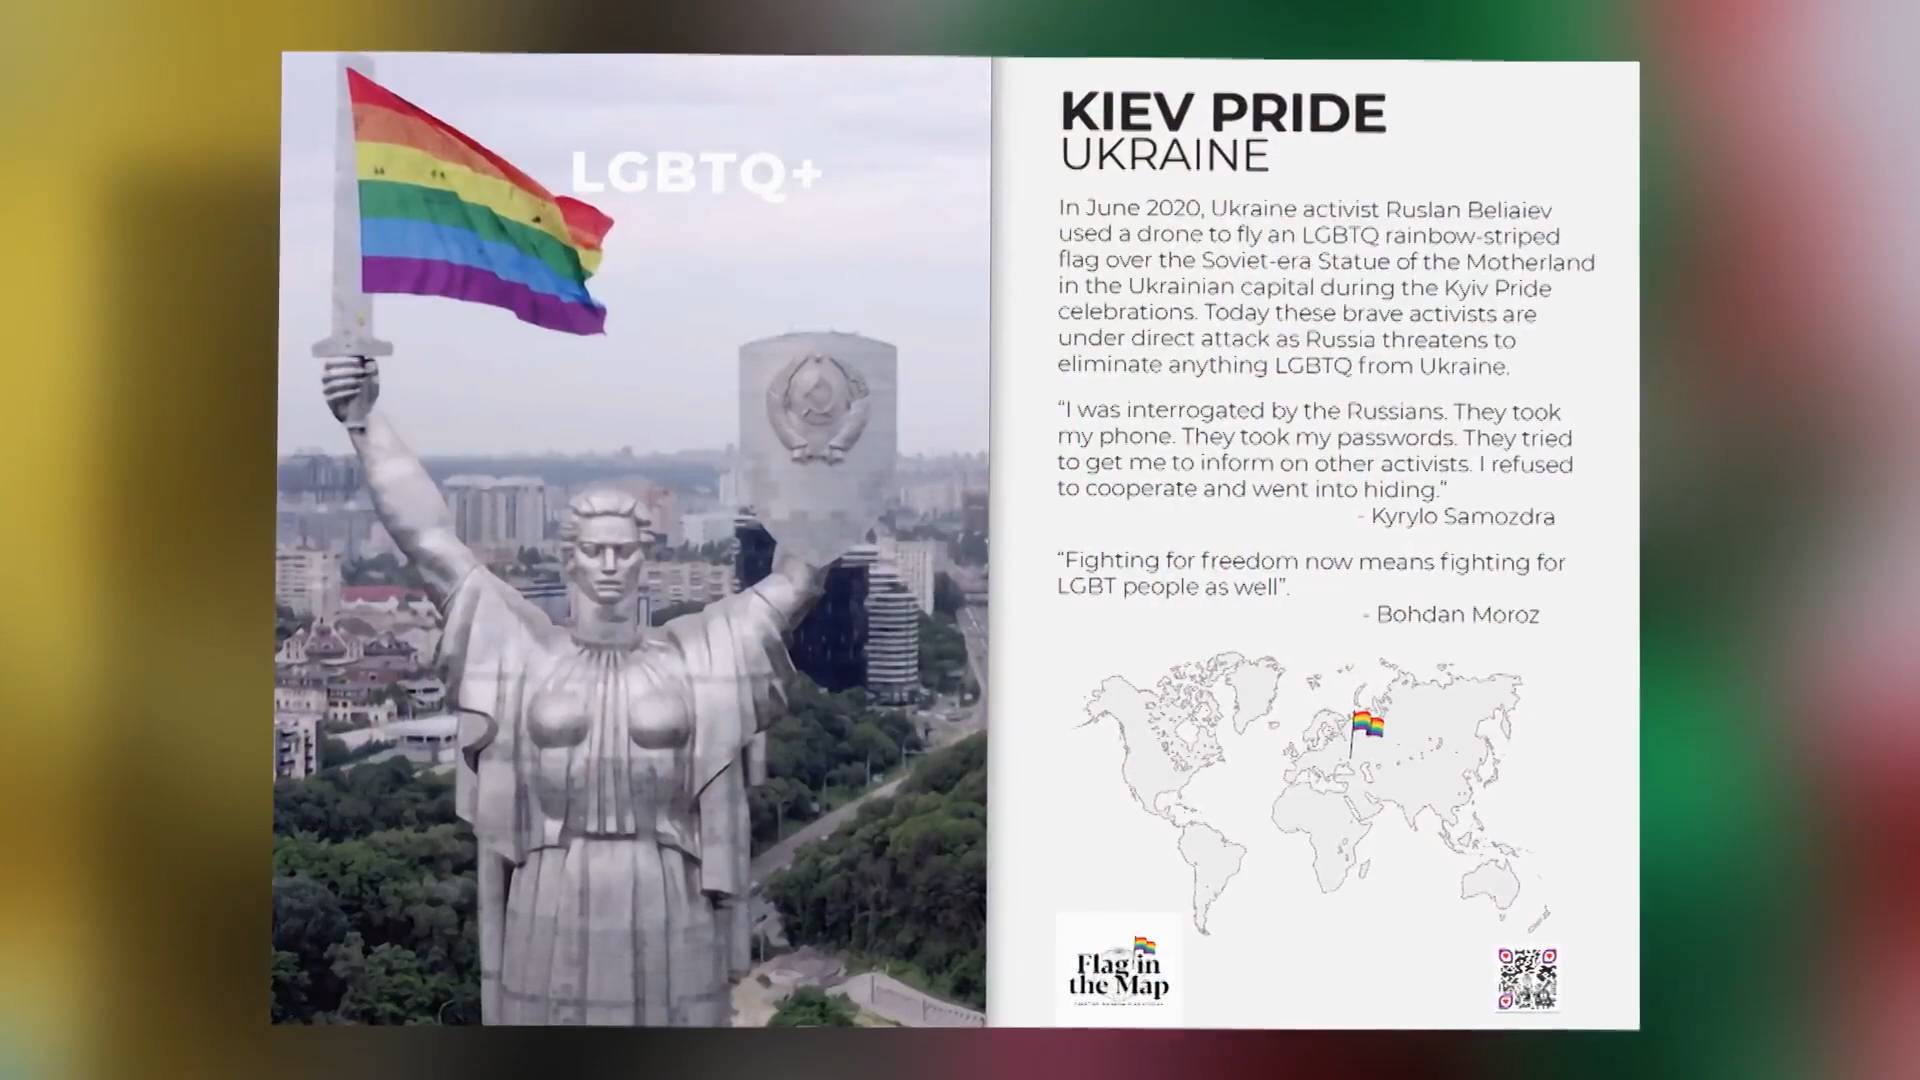 LGBTQ+
KIEV PRIDE
UKRAINE
In June 2020, Ukraine activist Ruslan Beliaiev
used a drone to fly an LGBTQ rainbow-striped
flag over the Soviet-era Statue of the Motherland
in the Ukrainian capital during the Kyiv Pride
celebrations. Today these brave activists are
under direct attack as Russia threatens to
eliminate anything LGBTQ from Ukraine.
“I was interrogated by the Russians. They took
my phone. They took my passwords. They tried
to get me to inform on other activists. I refused
to cooperate and went into hiding.“
- Kyrylo Samozdra
“Fighting for freedom now means fighting for
LGBT people as well”.
- Bohdan Moroz
Flag in
the Map